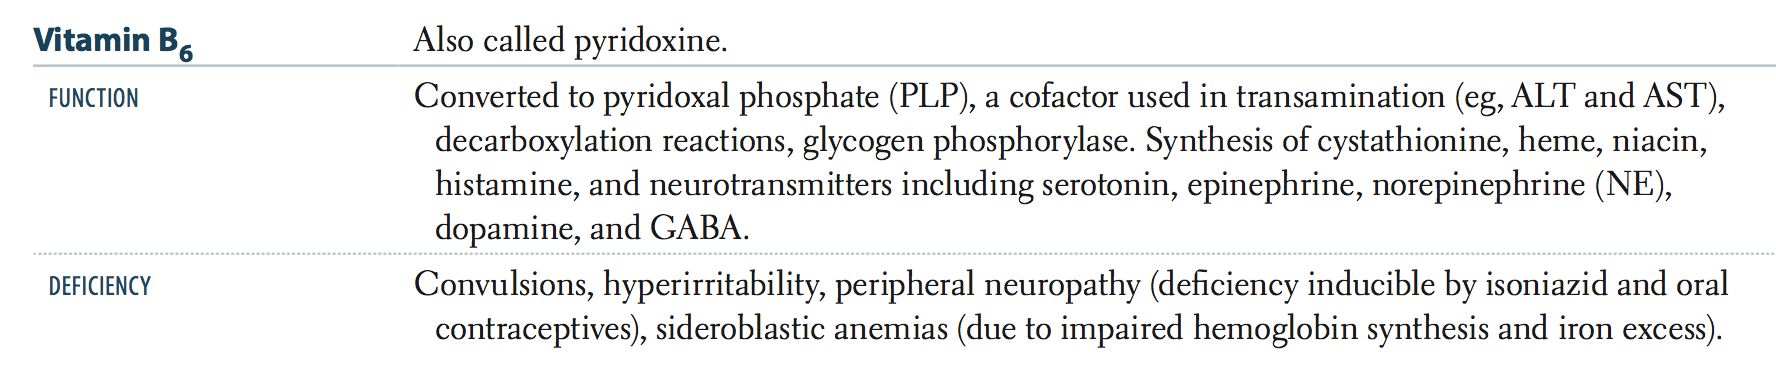 Vitamin B6 Also called pyridoxine.
FUNCTION Converted to pyridoxal phosphate (PLP), a cofactor used in transamination (eg, ALT and AST),
decarboxylation reactions, glycogen phosphorylase. Synthesis of cystathionine, heme, niacin,
histamine, and neurotransmitters including serotonin, epinephrine, norepinephrine (NE),
dopamine, and GABA.
DEFICIENCY Convulsions, hyperirritability, peripheral neuropathy (deficiency inducible by isoniazid and oral
contraceptives), sideroblastic anemias (due to impaired hemoglobin synthesis and iron excess).